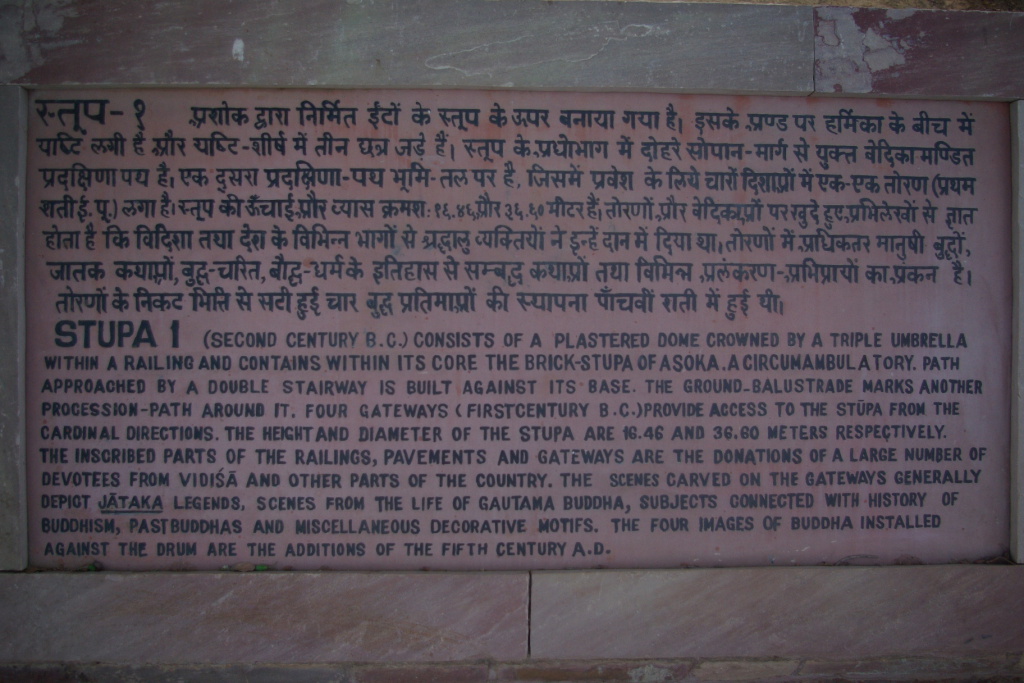 स्तूप-१ अशोक द्वारा निर्मित ईटों के स्तूप के ऊपर बनाया गया है। इसके अण्ड पर हर्मिका के बीच में
यष्टि लगी है और यष्टि-शीर्ष में तीन छत्र जडे हैं। स्तूप के अधोभाग में दोहरे सोपान-मार्ग से युक्त वेदिका मण्डित
प्रदक्षिणा पथ है, एक दुसरा प्रदक्षिणा-पथ भूमि-तल पर है, जिसमें प्रवेश के लिये चारों दिशाओं में एक-एक तोरण (प्रथम
शती ई. पू.) लगा है। स्तूप की ऊँचाई और व्यास क्रमश: १६.४६ और ३६.६० मीटर हैं। तोरणों और वेदिकाओं पर खुदे हुए अभिलेखों से ज्ञात
होता है कि विदिशा तथा देश के विभिन्न भागों से श्रद्धालु व्यक्तियों ने इन्हें दान में दिया था। तोरणों में अधिकतर मानुषी बुद्धों,
जातक कथाओं, बुद्ध-चरित, बौद्ध-धर्म के इतिहास से सम्बद्ध कथाओं तथा विभिन्न अलंकरण-अभिप्रायों का अंकन है।
तोरणों के निकट भित्ति से सटी हुई चार बुद्ध प्रतिमाओं की स्थापना पाँचवीं शती में हुई थी।
STUPA 1 (SECOND CENTURY B.C.) CONSISTS OF A PLASTERED DOME CROWNED BY A TRIPLE UMBRELLA
WITHIN A RAILING AND CONTAINS WITHIN ITS CORE THE BRICK-STUPA OF ASOKA. A CIRCUMAMBULATORY. PATH
APPROACHED BY A DOUBLE STAIRWAY IS BUILT AGAINST ITS BASE. THE GROUND-BALUSTRADE MARKS ANOTHER
PROCESSION-PATH AROUND IT. FOUR GATEWAYS (FIRST CENTURY B.C.) PROVIDE ACCESS TO THE STŪPA FROM THE
CARDINAL DIRECTIONS. THE HEIGHT AND DIAMETER OF THE STUPA ARE 16.46 AND 36.60 METERS RESPECTIVELY.
THE INSCRIBED PARTS OF THE RAILINGS, PAVEMENTS AND GATEWAYS ARE THE DONATIONS OF A LARGE NUMBER OF
DEVOTEES FROM VIDIŚĀ AND OTHER PARTS OF THE COUNTRY. THE SCENES CARVED ON THE GATEWAYS GENERALLY
DEPICT JĀTAKA LEGENDS, SCENES FROM THE LIFE OF GAUTAMA BUDDHA, SUBJECTS CONNECTED WITH HISTORY OF
BUDDHISM, PAST BUDDHAS AND MISCELLANEOUS DECORATIVE MOTIFS. THE FOUR IMAGES OF BUDDHA INSTALLED
AGAINST THE DRUM ARE THE ADDITIONS OF THE FIFTH CENTURY A.D.